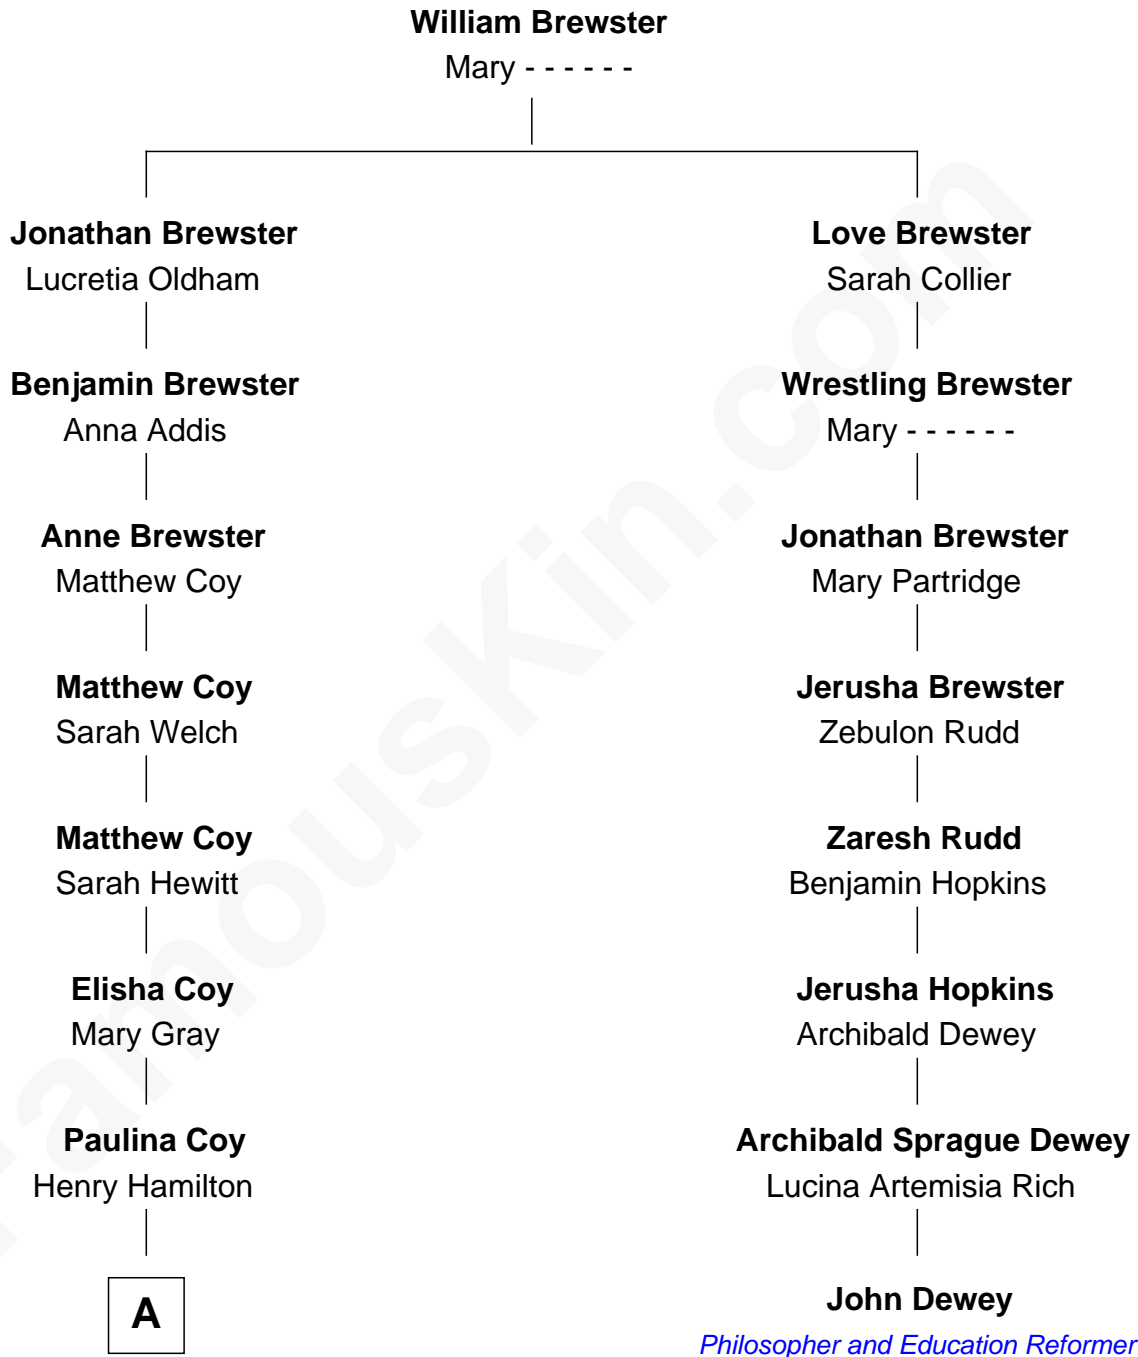 William Brewster
Mary - - - - - -
Jonathan Brewster
Lucretia Oldham
Love Brewster
Sarah Collier
Benjamin Brewster
Anna Addis
Wrestling Brewster
Mary - - - - - -
Anne Brewster
Matthew Coy
Jonathan Brewster
Mary Partridge
Matthew Coy
Sarah Welch
Jerusha Brewster
Zebulon Rudd
Matthew Coy
Sarah Hewitt
Zaresh Rudd
Benjamin Hopkins
Elisha Coy
Mary Gray
Jerusha Hopkins
Archibald Dewey
Paulina Coy
Henry Hamilton
Archibald Sprague Dewey
Lucina Artemisia Rich
A
John Dewey
Philosopher and Education Reformer
FamousKin.com